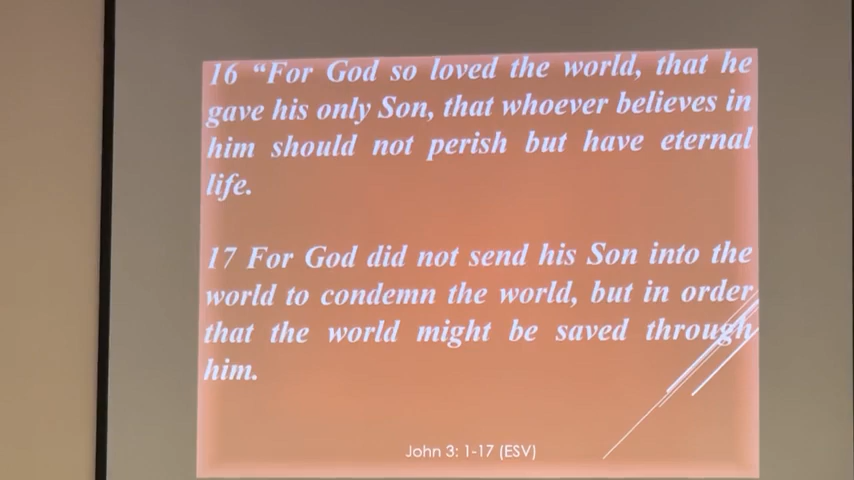 16 “For God so loved the world, that he
gave his only Son, that whoever believes in
him should not perish but have eternal
life.
17 For God did not send his Son into the
world to condemn the world, but in order
that the world might be saved through
him.
John 3: 1-17 (ESV)